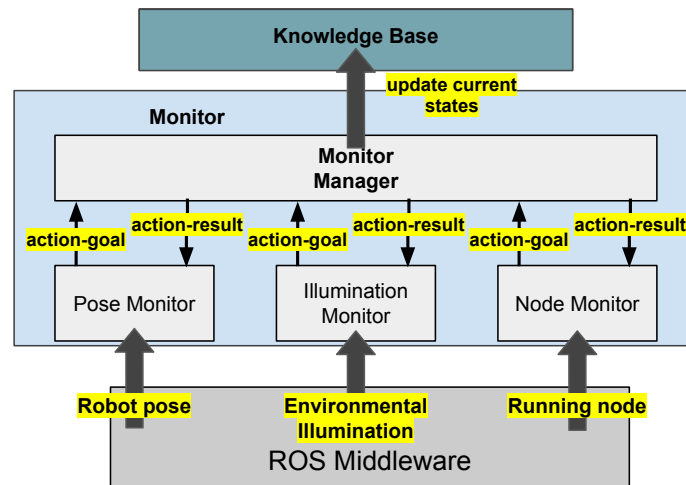 Knowledge Base
update current
states
Monitor
Monitor
Manager
action-goal
action-result
action-goal
action-result
action-goal
action-result
Pose Monitor
Illumination
Monitor
Node Monitor
Robot pose
Environmental
Illumination
Running node
ROS Middleware